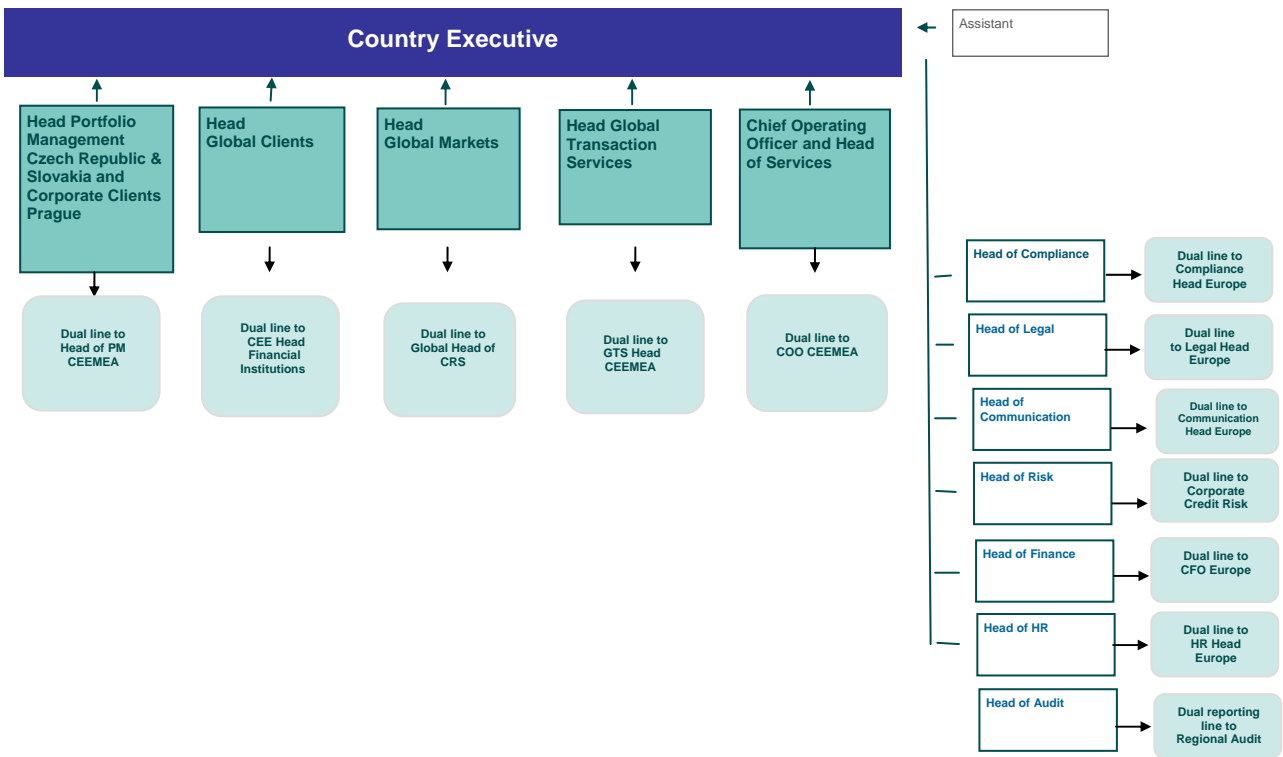 Country Executive
Assistant
Head Portfolio
Management
Czech Republic &
Slovakia and
Corporate Clients
Prague
Head
Global Clients
Head
Global Markets
Head Global
Transaction
Services
Chief Operating
Officer and Head
of Services
Dual line to
Head of PM
CEEMEA
Dual line to
CEE Head
Financial
Institutions
Dual line to
Global Head of
CRS
Dual line to
GTS Head
CEEMEA
Dual line to
COO CEEMEA
Head of Compliance
Dual line to
Compliance
Head Europe
Head of Legal
Dual line
to Legal Head
Europe
Head of
Communication
Dual line to
Communication
Head Europe
Head of Risk
Dual line to
Corporate
Credit Risk
Head of Finance
Dual line to
CFO Europe
Head of HR
Dual line to
HR Head
Europe
Head of Audit
Dual reporting
line to
Regional Audit